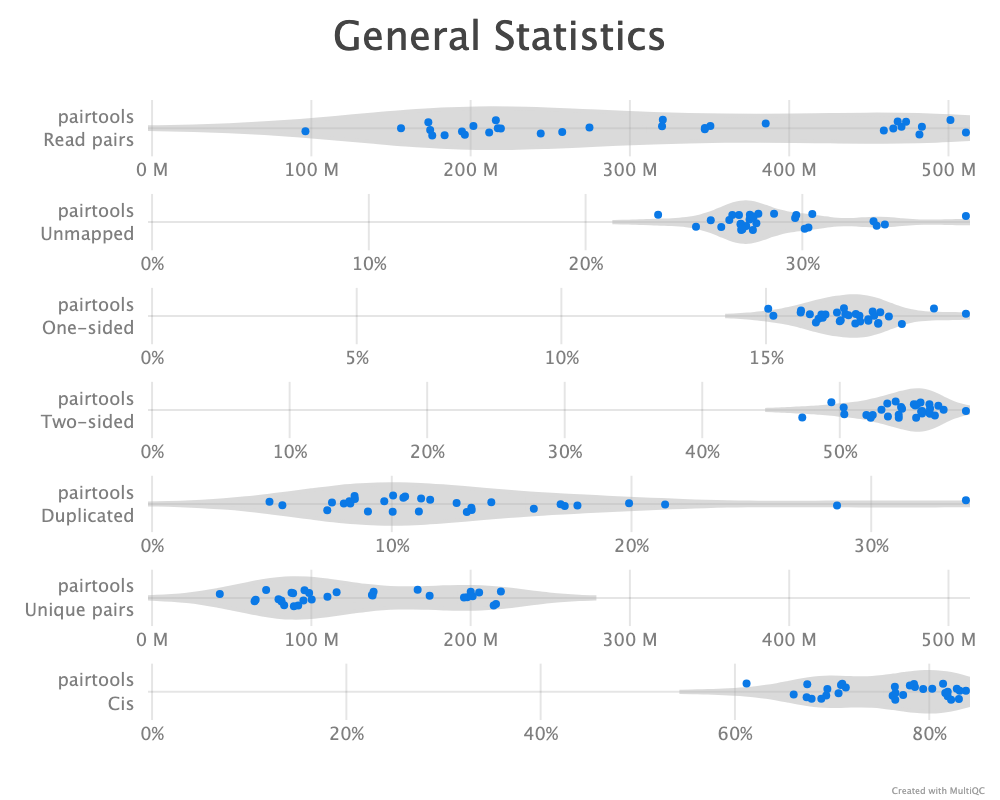 General Statistics
pairtools
Read pairs
0 M 100 M 200 M 300 M 400 M 500 M
pairtools
Unmapped
0% 10% 20% 30%
pairtools
One-sided
0% 5% 10% 15%
pairtools
Two-sided
0% 10% 20% 30% 40% 50%
pairtools
Duplicated
0% 10% 20% 30%
pairtools
Unique pairs
0 M 100 M 200 M 300 M 400 M 500 M
pairtools
Cis
0% 20% 40% 60% 80%
Created with MultiQC